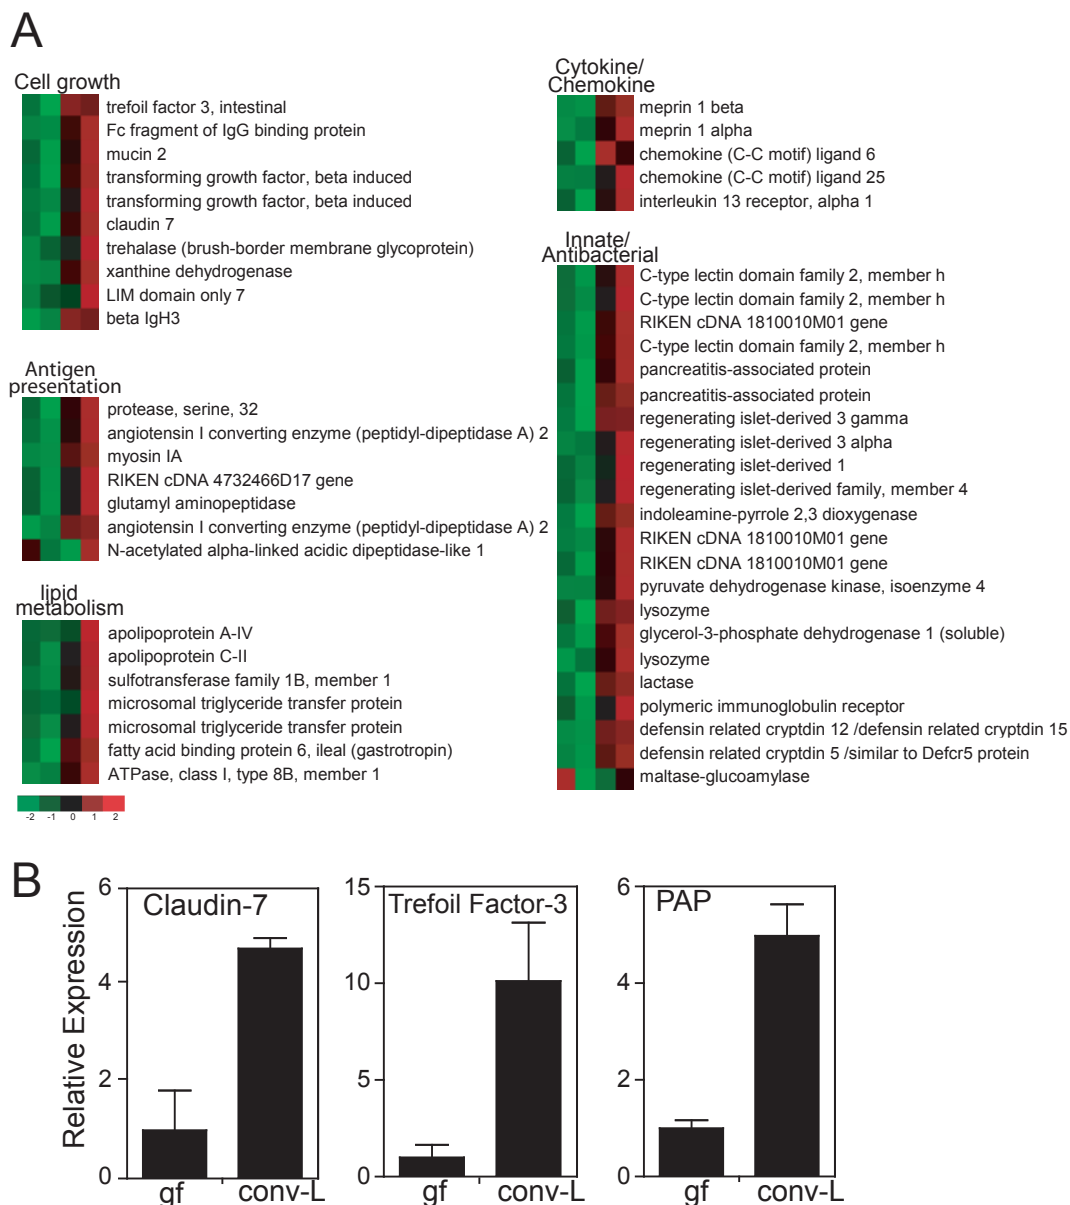 A
Cell growth
trefoil factor 3, intestinal
Fc fragment of IgG binding protein
mucin 2
transforming growth factor, beta induced
transforming growth factor, beta induced
claudin 7
trehalase (brush-border membrane glycoprotein)
xanthine dehydrogenase
LIM domain only 7
beta IgH3
Antigen
presentation
protease, serine, 32
angiotensin I converting enzyme (peptidyl-dipeptidase A) 2
myosin IA
RIKEN cDNA 4732466D17 gene
glutamyl aminopeptidase
angiotensin I converting enzyme (peptidyl-dipeptidase A) 2
N-acetylated alpha-linked acidic dipeptidase-like 1
lipid
metabolism
apolipoprotein A-IV
apolipoprotein C-II
sulfotransferase family 1B, member 1
microsomal triglyceride transfer protein
microsomal triglyceride transfer protein
fatty acid binding protein 6, ileal (gastrotropin)
ATPase, class I, type 8B, member 1
-2 -1 0 1 2
Cytokine/
Chemokine
meprin 1 beta
meprin 1 alpha
chemokine (C-C motif) ligand 6
chemokine (C-C motif) ligand 25
interleukin 13 receptor, alpha 1
Innate/
Antibacterial
C-type lectin domain family 2, member h
C-type lectin domain family 2, member h
RIKEN cDNA 1810010M01 gene
C-type lectin domain family 2, member h
pancreatitis-associated protein
pancreatitis-associated protein
regenerating islet-derived 3 gamma
regenerating islet-derived 3 alpha
regenerating islet-derived 1
regenerating islet-derived family, member 4
indoleamine-pyrrole 2,3 dioxygenase
RIKEN cDNA 1810010M01 gene
RIKEN cDNA 1810010M01 gene
pyruvate dehydrogenase kinase, isoenzyme 4
lysozyme
glycerol-3-phosphate dehydrogenase 1 (soluble)
lysozyme
lactase
polymeric immunoglobulin receptor
defensin related cryptdin 12 /defensin related cryptdin 15
defensin related cryptdin 5 /similar to Defcr5 protein
maltase-glucoamylase
B
Relative Expression
6
4
2
0
Claudin-7
gf conv-L
15
10
5
0
Trefoil Factor-3
gf conv-L
6
4
2
0
PAP
gf conv-L